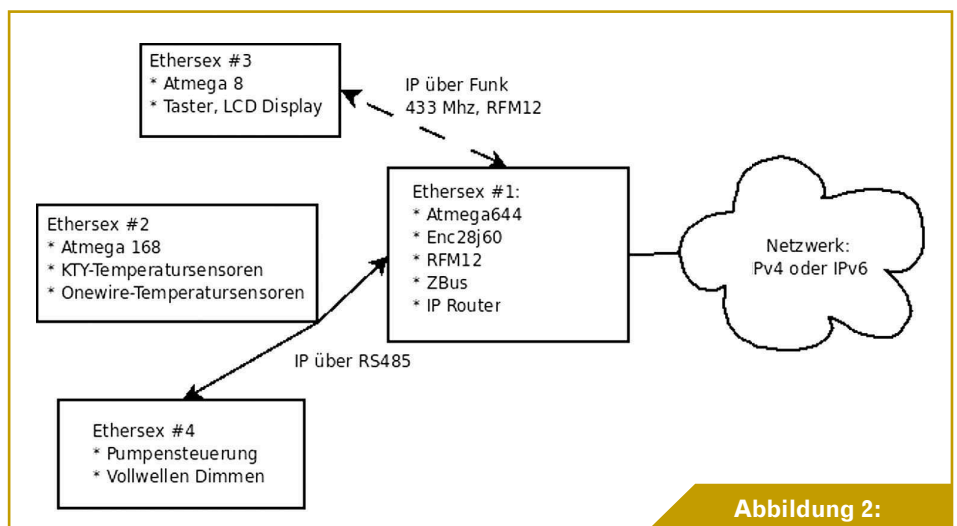 Ethersex #3
* Atmega 8
* Taster, LCD Display
IP über Funk
433 Mhz, RFM12
Ethersex #1:
* Atmega644
* Enc28j60
* RFM12
* ZBus
* IP Router
Ethersex #2
* Atmega 168
* KTY-Temperatursensoren
* Onewire-Temperatursensoren
Netzwerk:
Pv4 oder IPv6
IP über RS485
Ethersex #4
* Pumpensteuerung
* Vollwellen Dimmen
Abbildung 2: